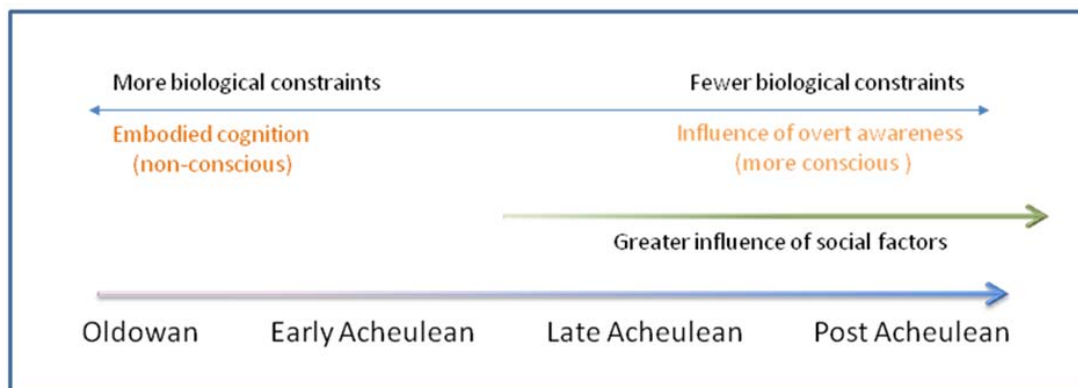 More biological constraints Fewer biological constraints
Embodied cognition Influence of overt awareness
(non-conscious) (more conscious )
Greater influence of social factors
Oldowan Early Acheulean Late Acheulean Post Acheulean